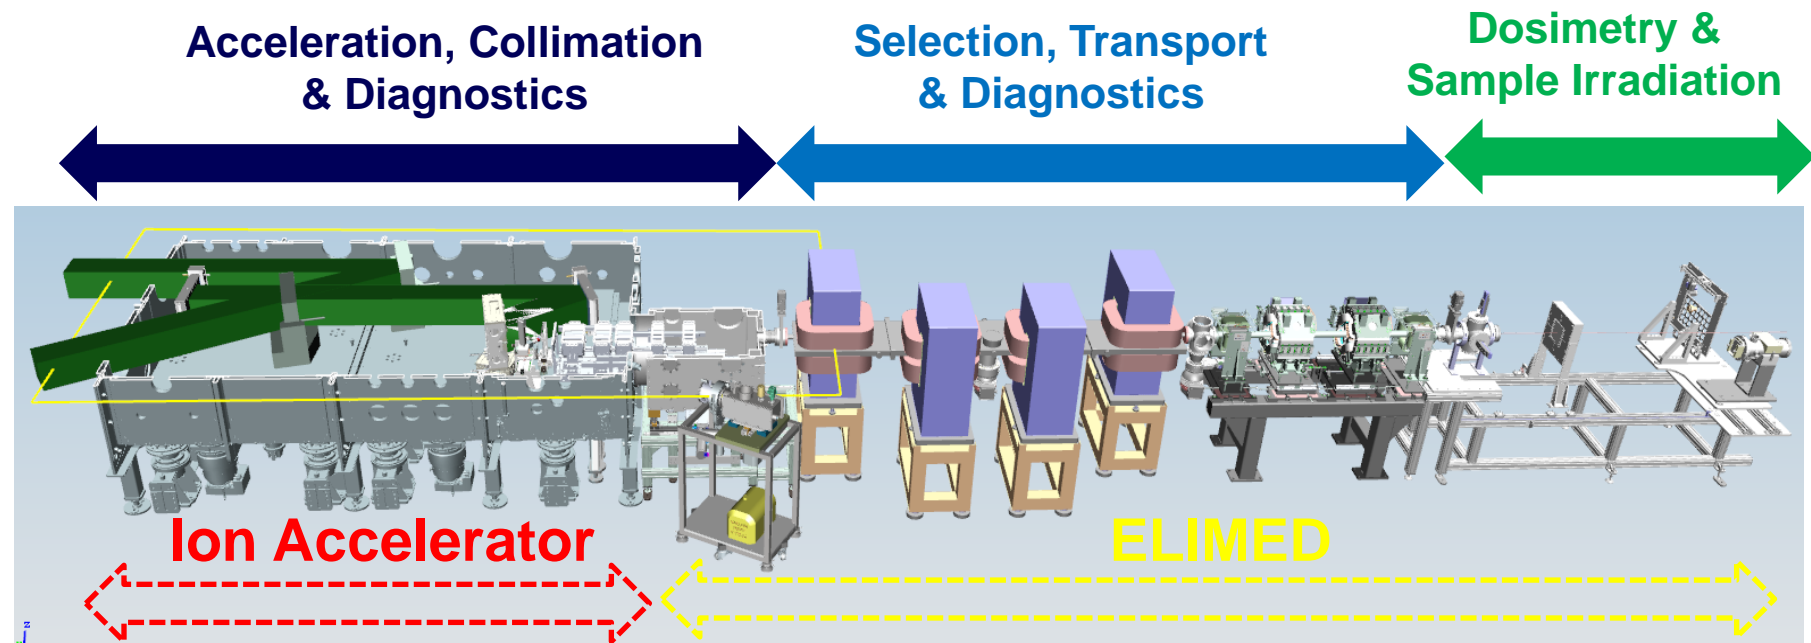 Acceleration, Collimation
& Diagnostics
Selection, Transport
& Diagnostics
Dosimetry &
Sample Irradiation
Ion Accelerator
ELIMED
z